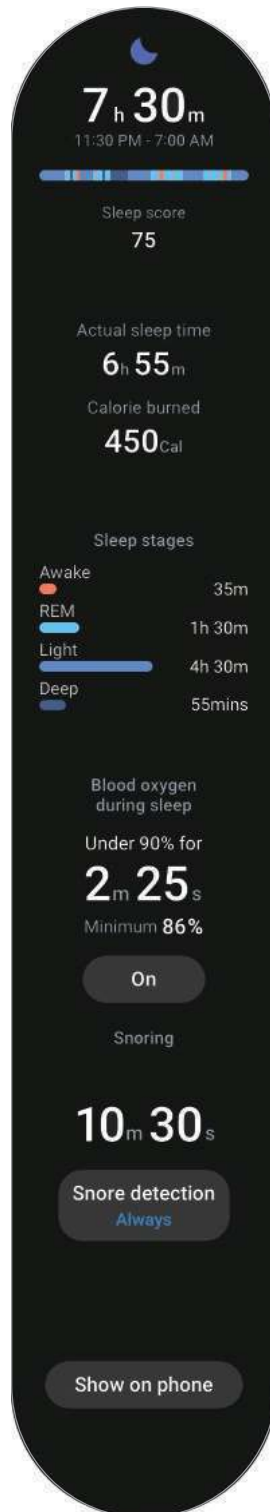 7h 30m
11:30 PM - 7:00 AM
Sleep score
75
Actual sleep time
6h 55m
Calorie burned
450Cal
Sleep stages
Awake
35m
REM
1h 30m
Light
4h 30m
Deep
55mins
Blood oxygen
during sleep
Under 90% for
2m 25s
Minimum 86%
On
Snoring
10m 30s
Snore detection
Always
Show on phone